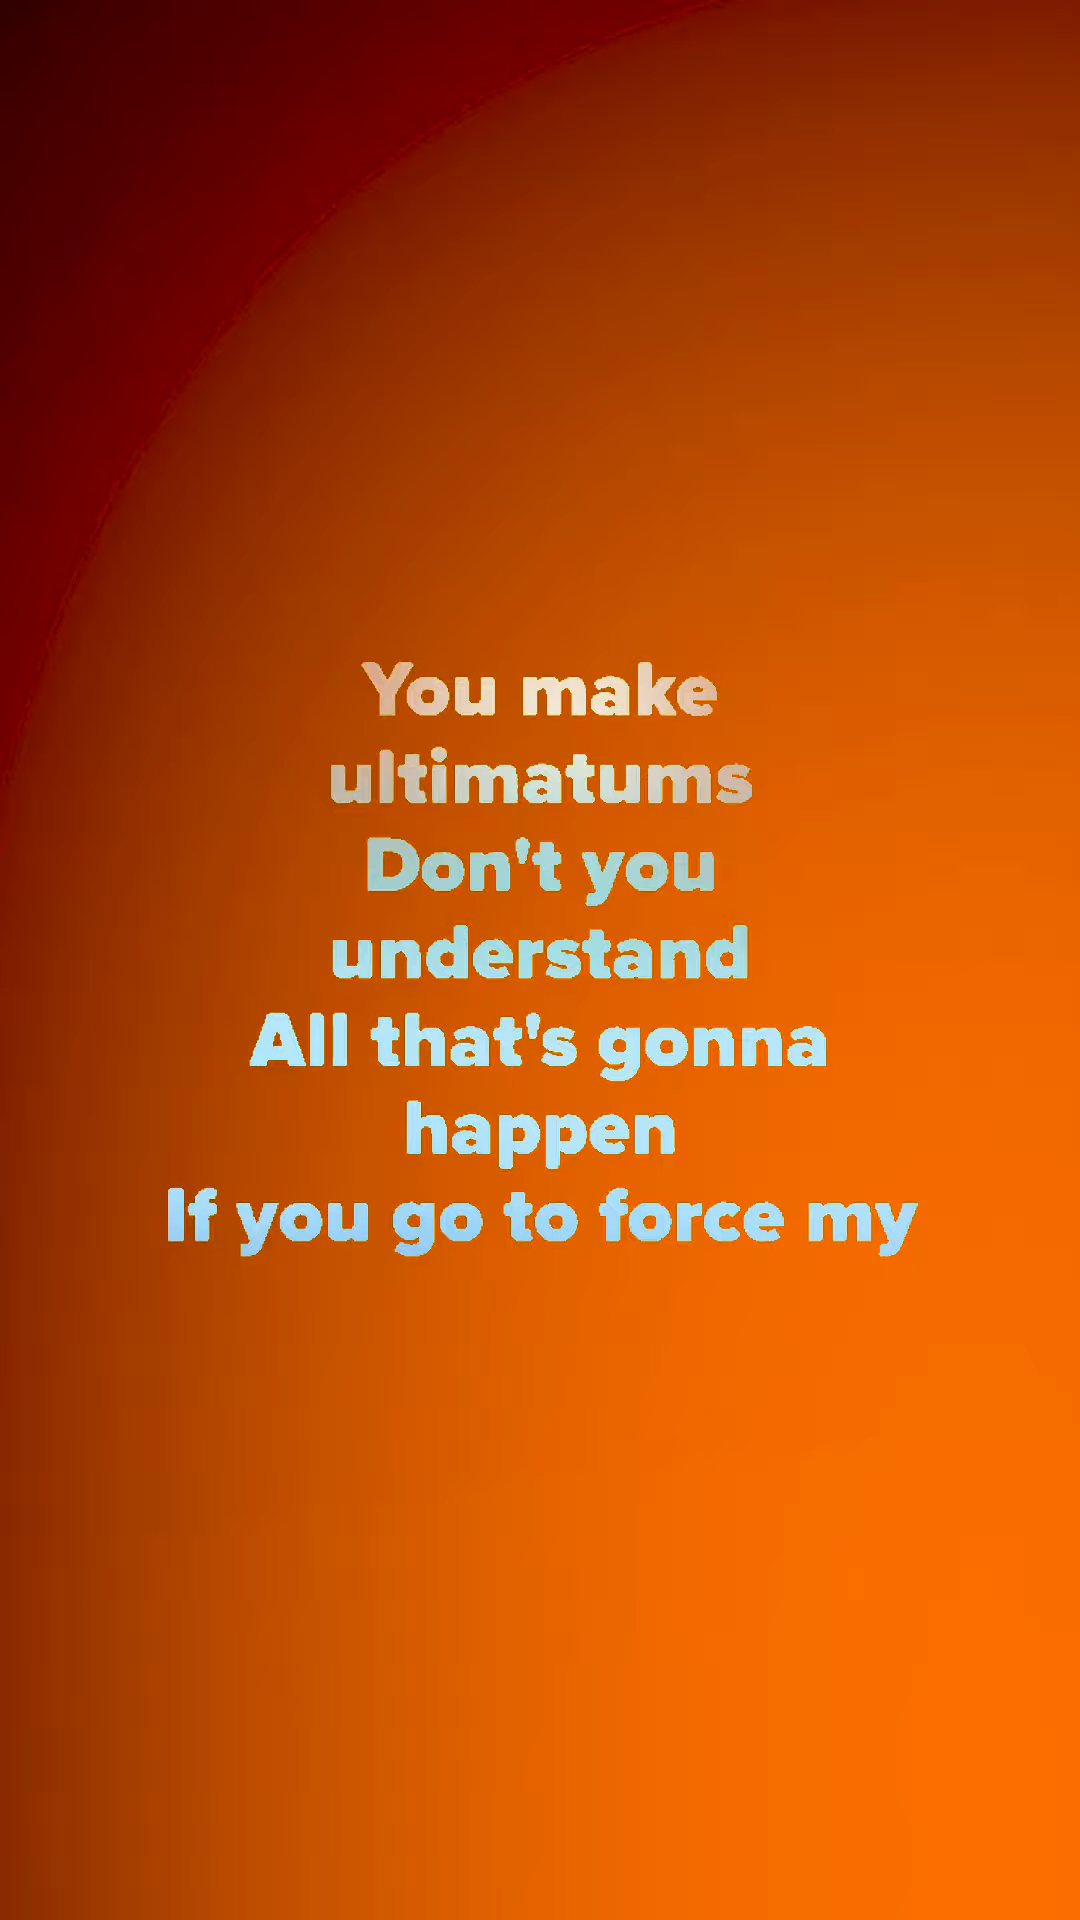 You make
ultimatums
Don't you
understand
All that's gonna
happen
If you go to force my